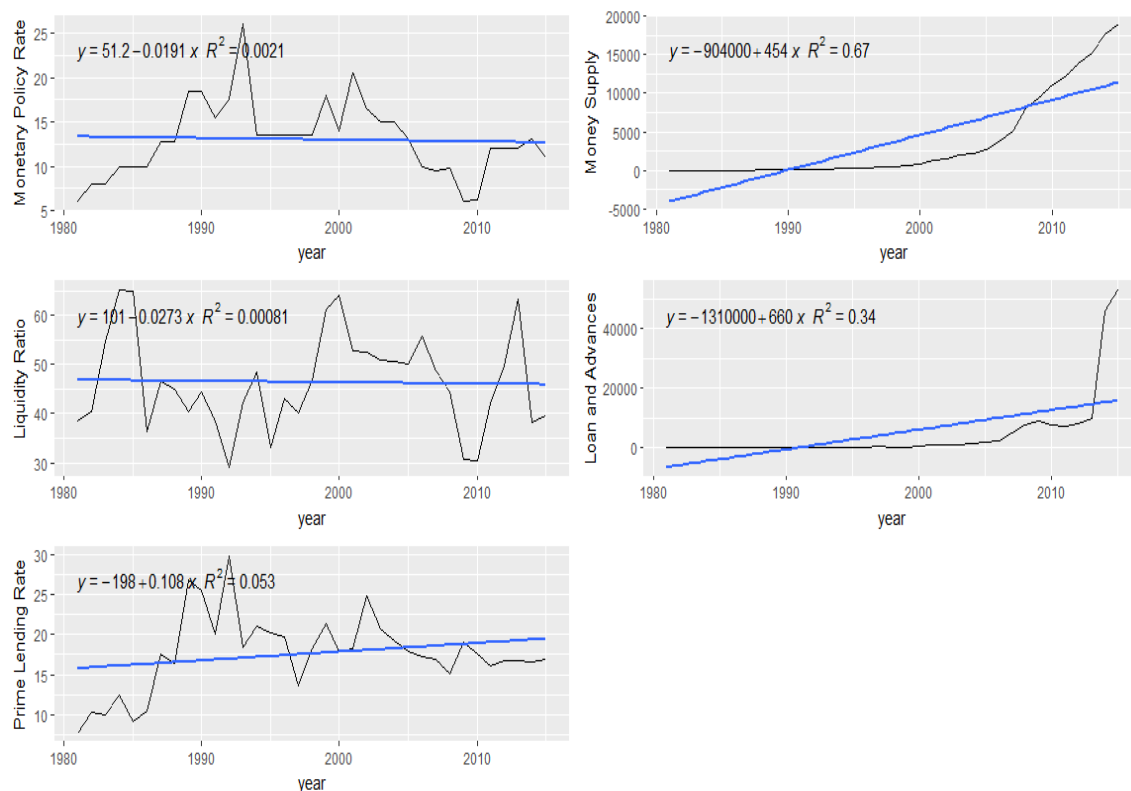 Monetary Policy Rate
25
20
15
10
5
y = 51.2 − 0.0191 x R² = 0.0021
1980 1990 2000 2010
year
Money Supply
20000
15000
10000
5000
0
-5000
y = −904000 + 454 x R² = 0.67
1980 1990 2000 2010
year
Liquidity Ratio
60
50
40
30
y = 101 − 0.0273 x R² = 0.00081
1980 1990 2000 2010
year
Loan and Advances
40000
20000
0
y = −1310000 + 660 x R² = 0.34
1980 1990 2000 2010
year
Prime Lending Rate
30
25
20
15
10
y = −198 + 0.108 x R² = 0.053
1980 1990 2000 2010
year